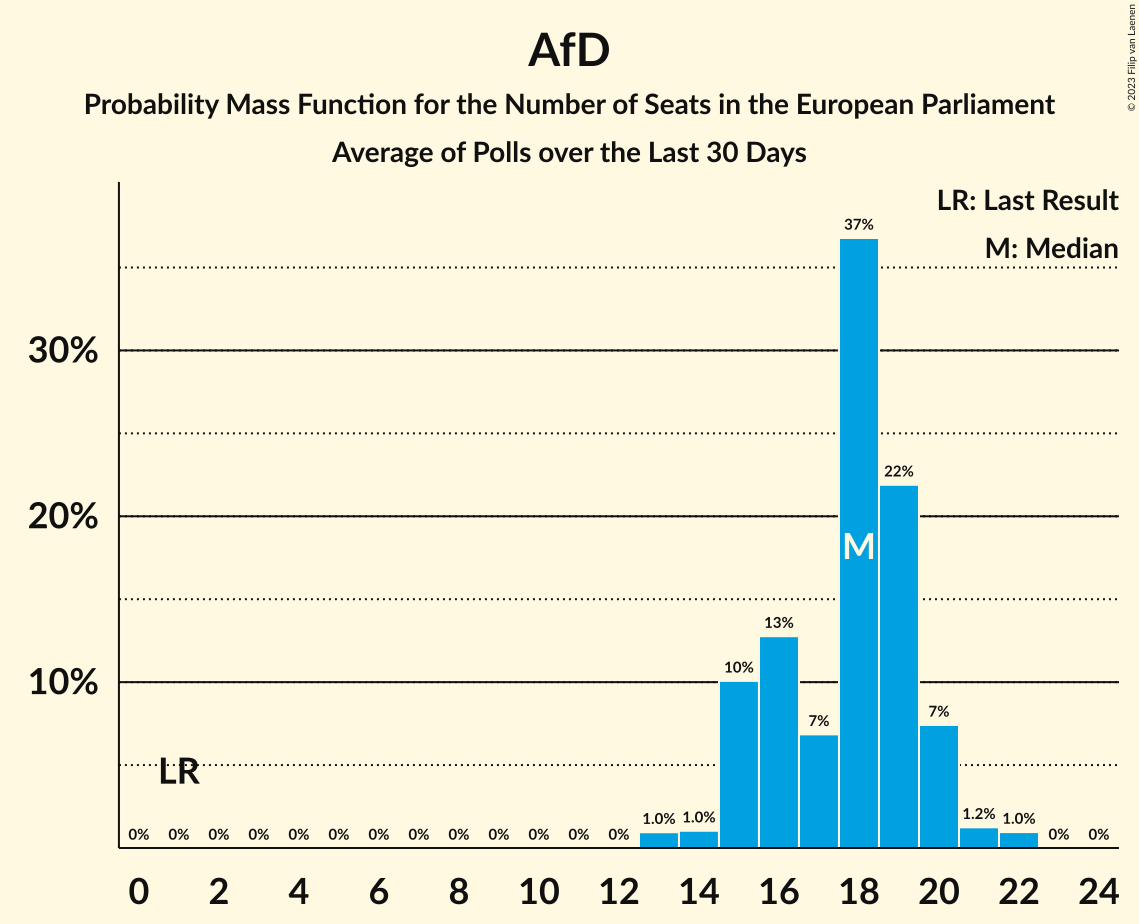 AfD
Probability Mass Function for the Number of Seats in the European Parliament
Average of Polls over the Last 30 Days
© 2023 Filip van Laenen
LR: Last Result
M: Median
37%
30%
22%
20%
M
13%
10%
10%
7%
7%
LR
1.0% 1.0% 1.2% 1.0%
0% 0% 0% 0% 0% 0% 0% 0% 0% 0% 0% 0% 0% 0% 0%
0 2 4 6 8 10 12 14 16 18 20 22 24